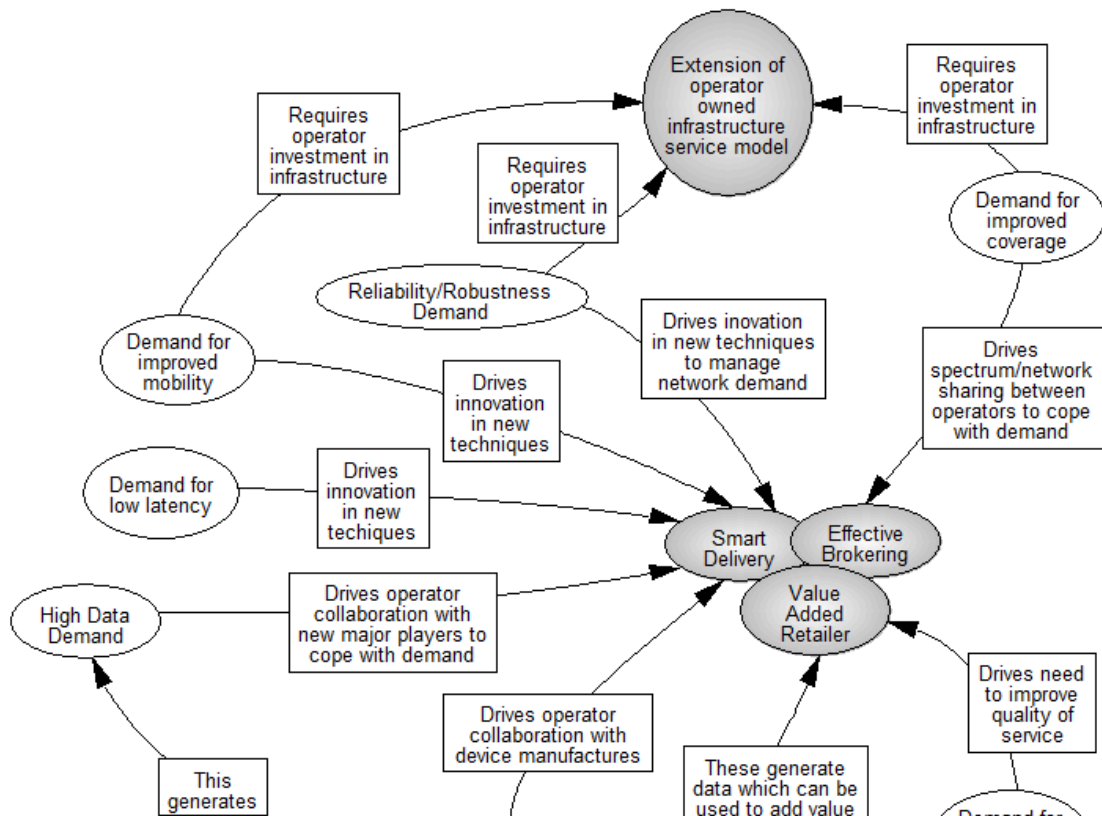 Extension of
operator
owned
infrastructure
service model
Requires
operator
investment in
infrastructure
Requires
operator
investment in
infrastructure
Requires
operator
investment in
infrastructure
Demand for
improved
coverage
Reliability/Robustness
Demand
Demand for
improved
mobility
Drives inovation
in new techniques
to manage
network demand
Drives
spectrum/network
sharing between
operators to cope
with demand
Drives
innovation
in new
techniques
Demand for
low latency
Drives
innovation
in new
techiques
Smart
Delivery
Effective
Brokering
Value
Added
Retailer
High Data
Demand
Drives operator
collaboration with
new major players to
cope with demand
Drives need
to improve
quality of
service
Drives operator
collaboration with
device manufactures
These generate
data which can be
used to add value
This
generates
Demand for